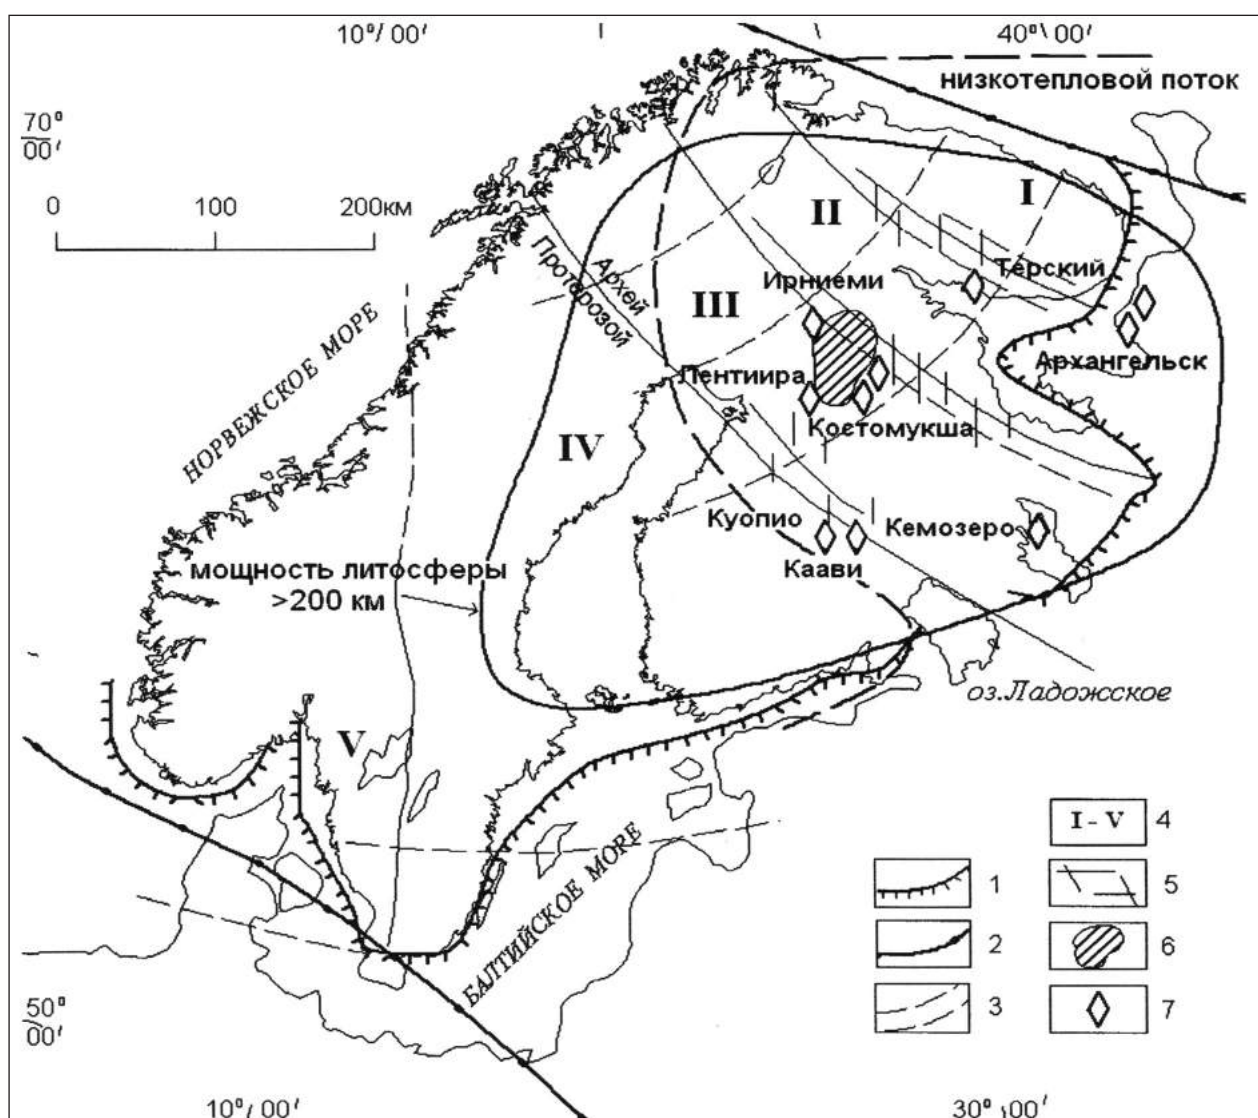 10°/ 00′
40°\ 00′
низкотепловой поток
70°
00′
0 100 200км
I
II
Терский
Ирниеми
Архей
Протерозой
III
НОРВЕЖСКОЕ МОРЕ
Архангельск
Лентиира
Костомукша
IV
Куопио
Кемозеро
Каави
мощность литосферы
>200 км
оз.Ладожсское
V
БАЛТИЙСКОЕ МОРЕ
I - V 4
1 5
2 6
3 7
50°
00′
10°/ 00′
30°\00′